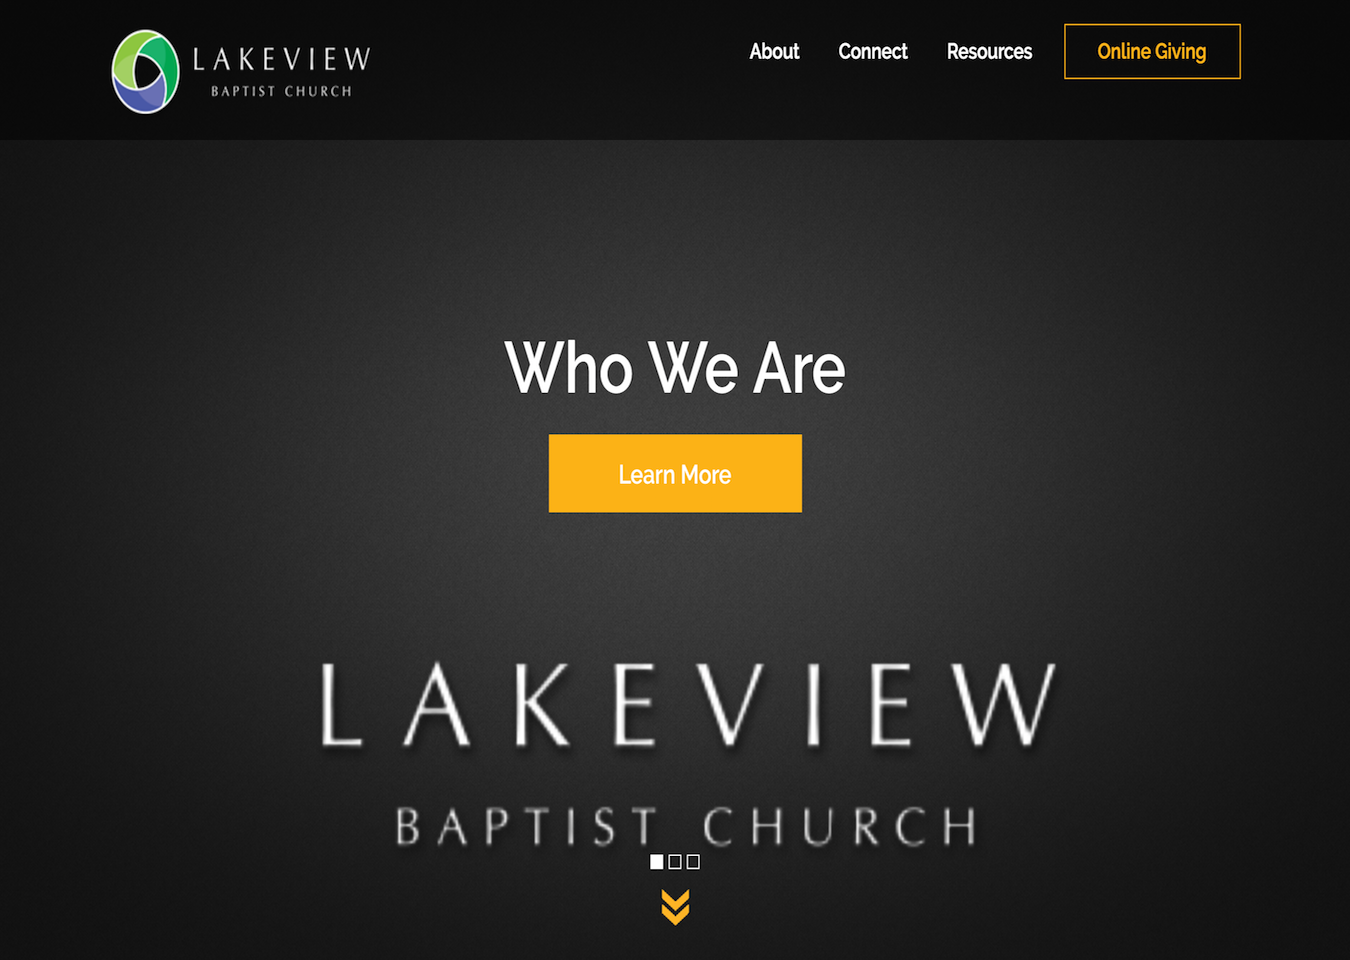 LAKEVIEW
BAPTIST CHURCH
About Connect Resources Online Giving
Who We Are
Learn More
LAKEVIEW
BAPTIST CHURCH